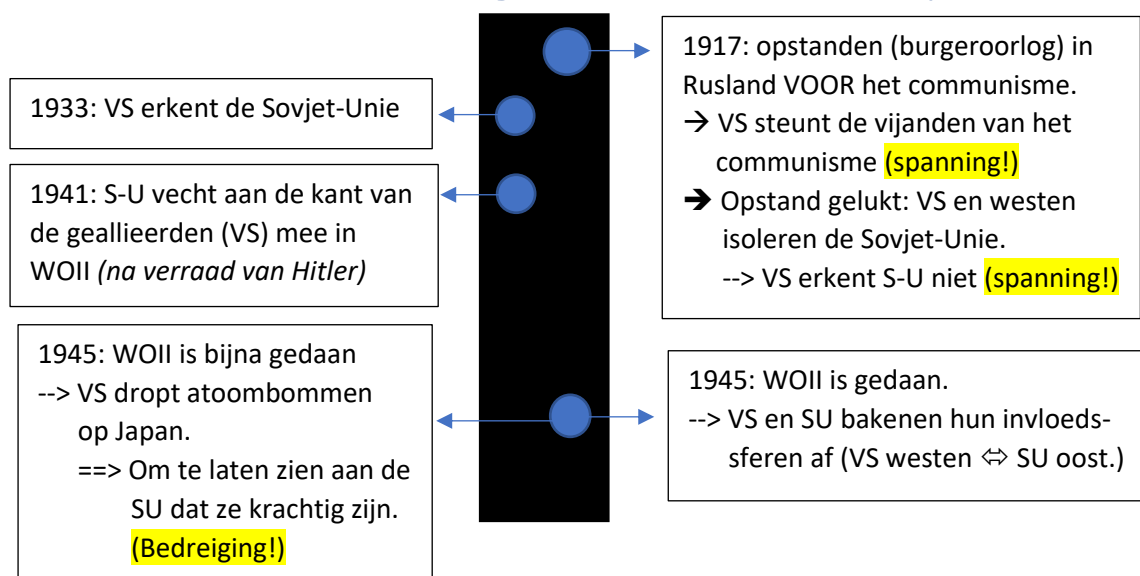 1917: opstanden (burgeroorlog) in
Rusland VOOR het communisme.
→ VS steunt de vijanden van het
communisme (spanning!)
➔ Opstand gelukt: VS en westen
isoleren de Sovjet-Unie.
--> VS erkent S-U niet (spanning!)
1933: VS erkent de Sovjet-Unie
1941: S-U vecht aan de kant van
de geallieerden (VS) mee in
WOII (na verraad van Hitler)
1945: WOII is bijna gedaan
--> VS dropt atoombommen
op Japan.
==> Om te laten zien aan de
SU dat ze krachtig zijn.
(Bedreiging!)
1945: WOII is gedaan.
--> VS en SU bakenen hun invloeds-
sferen af (VS westen ⇔ SU oost.)